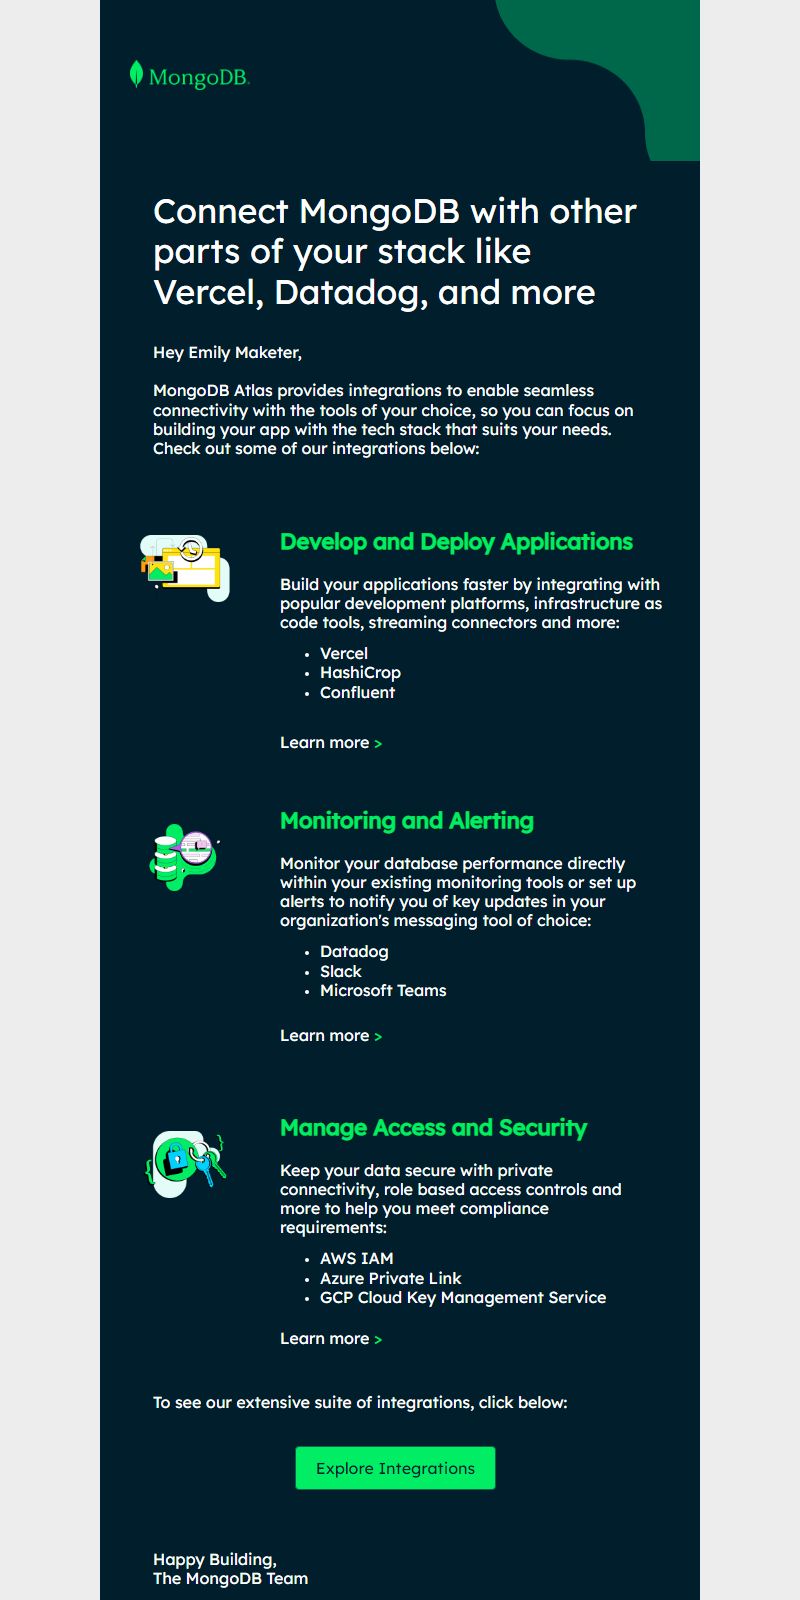 MongoDB.
Connect MongoDB with other
parts of your stack like
Vercel, Datadog, and more
Hey Emily Maketer,
MongoDB Atlas provides integrations to enable seamless
connectivity with the tools of your choice, so you can focus on
building your app with the tech stack that suits your needs.
Check out some of our integrations below:
Develop and Deploy Applications
Build your applications faster by integrating with
popular development platforms, infrastructure as
code tools, streaming connectors and more:
• Vercel
• HashiCrop
• Confluent
Learn more >
Monitoring and Alerting
Monitor your database performance directly
within your existing monitoring tools or set up
alerts to notify you of key updates in your
organization's messaging tool of choice:
• Datadog
• Slack
• Microsoft Teams
Learn more >
Manage Access and Security
Keep your data secure with private
connectivity, role based access controls and
more to help you meet compliance
requirements:
• AWS IAM
• Azure Private Link
• GCP Cloud Key Management Service
Learn more >
To see our extensive suite of integrations, click below:
Explore Integrations
Happy Building,
The MongoDB Team